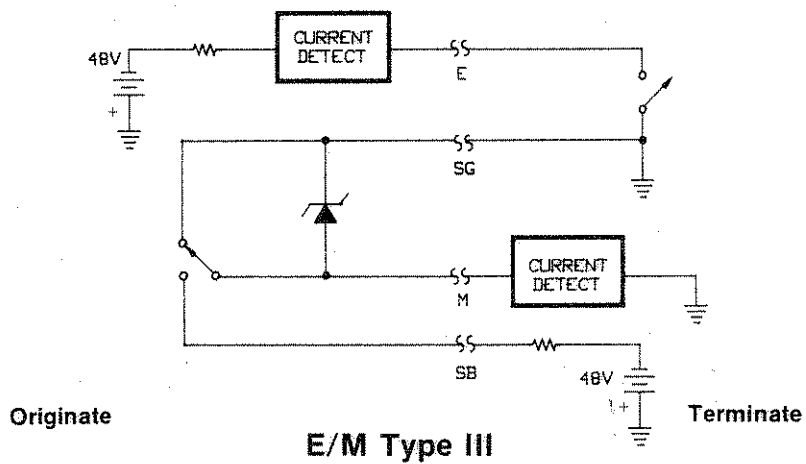 48V
CURRENT
DETECT
E
+
SG
CURRENT
DETECT
M
SB
48V
+
Originate
Terminate
E/M Type III